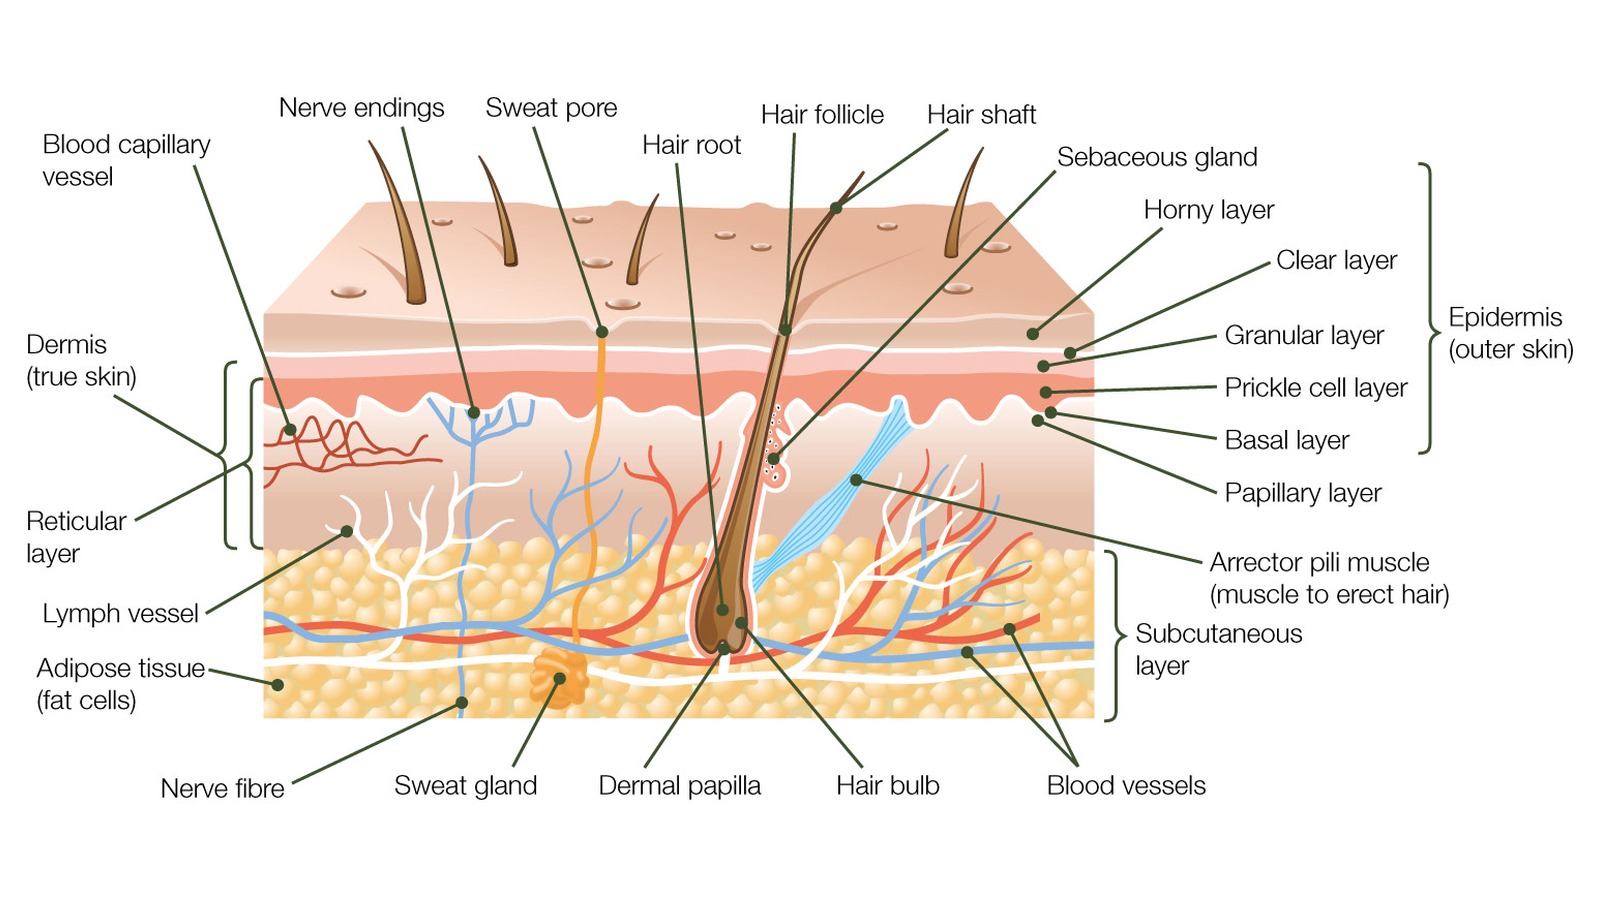 Nerve endings
Sweat pore
Hair follicle
Hair shaft
Blood capillary
vessel
Hair root
Sebaceous gland
Horny layer
Clear layer
Dermis
(true skin)
Granular layer
Epidermis
(outer skin)
Prickle cell layer
Basal layer
Papillary layer
Reticular
layer
Arrector pili muscle
(muscle to erect hair)
Lymph vessel
Subcutaneous
layer
Adipose tissue
(fat cells)
Nerve fibre
Sweat gland
Dermal papilla
Hair bulb
Blood vessels